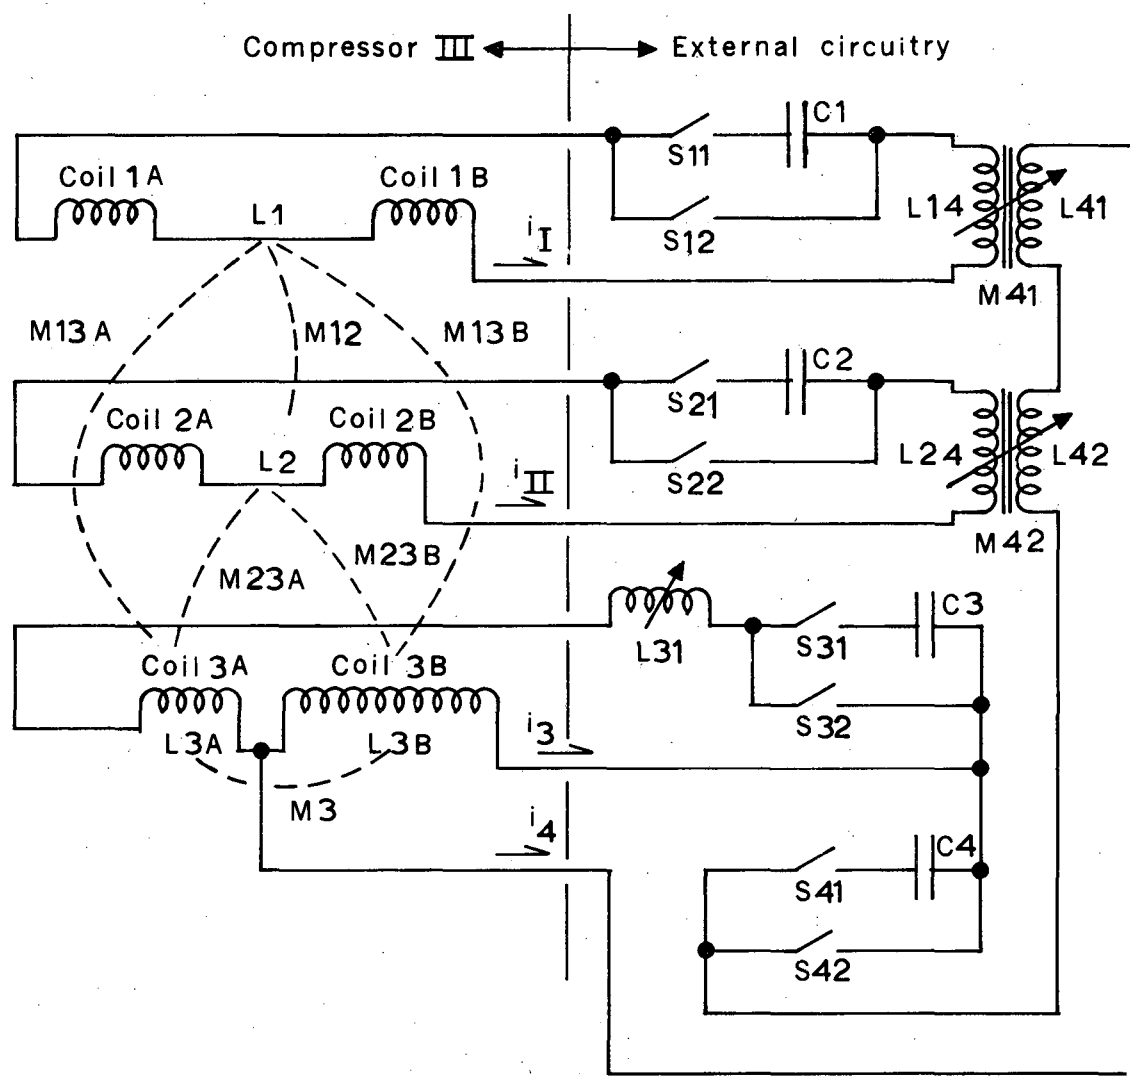 Compressor III
External circuitry
C1
S11
Coil 1A
Coil 1B
L1
S12
L14
L41
iI
M41
M13A
M12
M13B
C2
S21
Coil 2A
Coil 2B
L2
S22
L24
L42
iII
M42
M23B
M23A
C3
S31
L31
Coil 3A
Coil 3B
S32
L3A
L3B
i3
M3
i4
C4
S41
S42